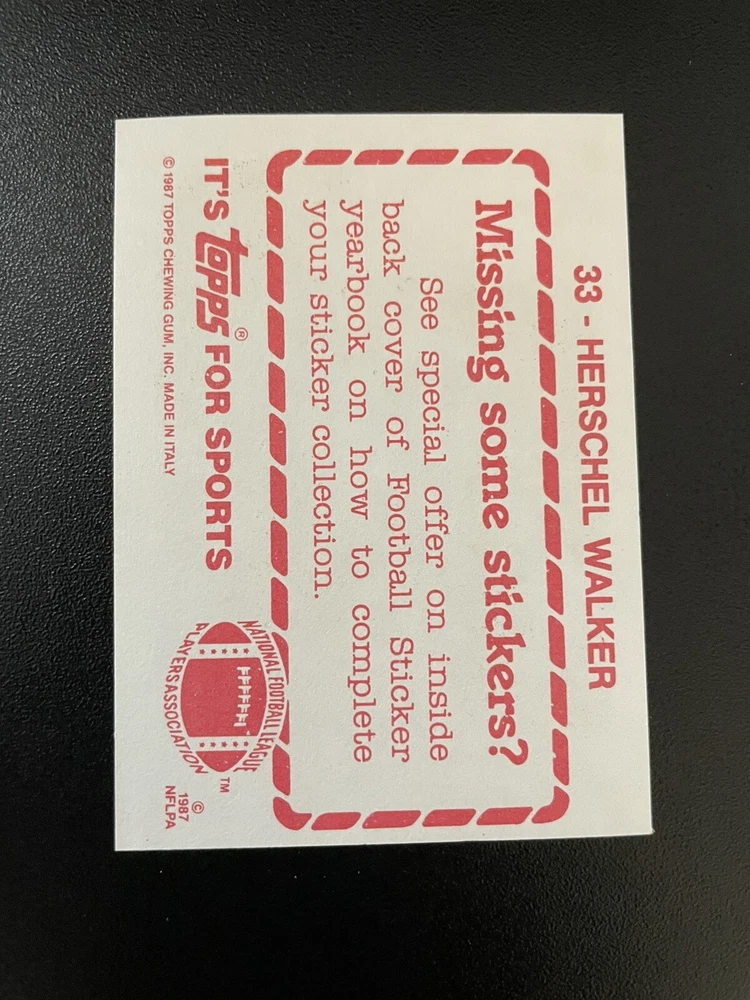 33 - HERSCHEL WALKER
Missing some stickers?
See special offer on inside
back cover of Football Sticker
yearbook on how to complete
your sticker collection.
IT'S topps® FOR SPORTS
© 1987 TOPPS CHEWING GUM, INC. MADE IN ITALY
NATIONAL FOOTBALL LEAGUE
PLAYERS ASSOCIATION
TM
©
1987
NFLPA